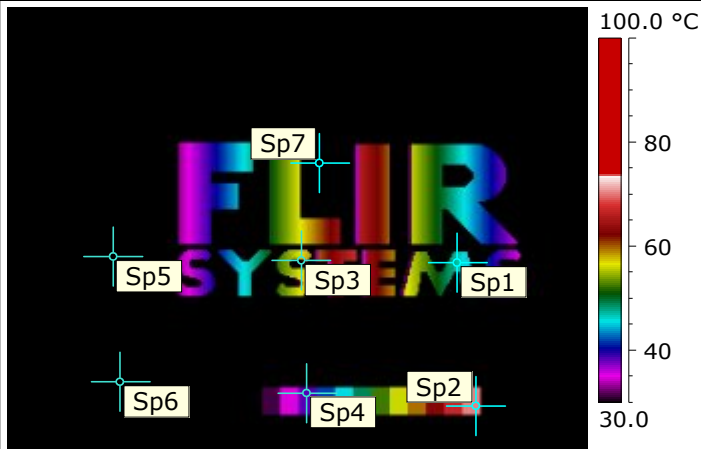 100.0 °C
Sp7
FLIR
80
SYSTEMS
60
Sp5
Sp3
Sp1
40
Sp2
Sp6
Sp4
30.0